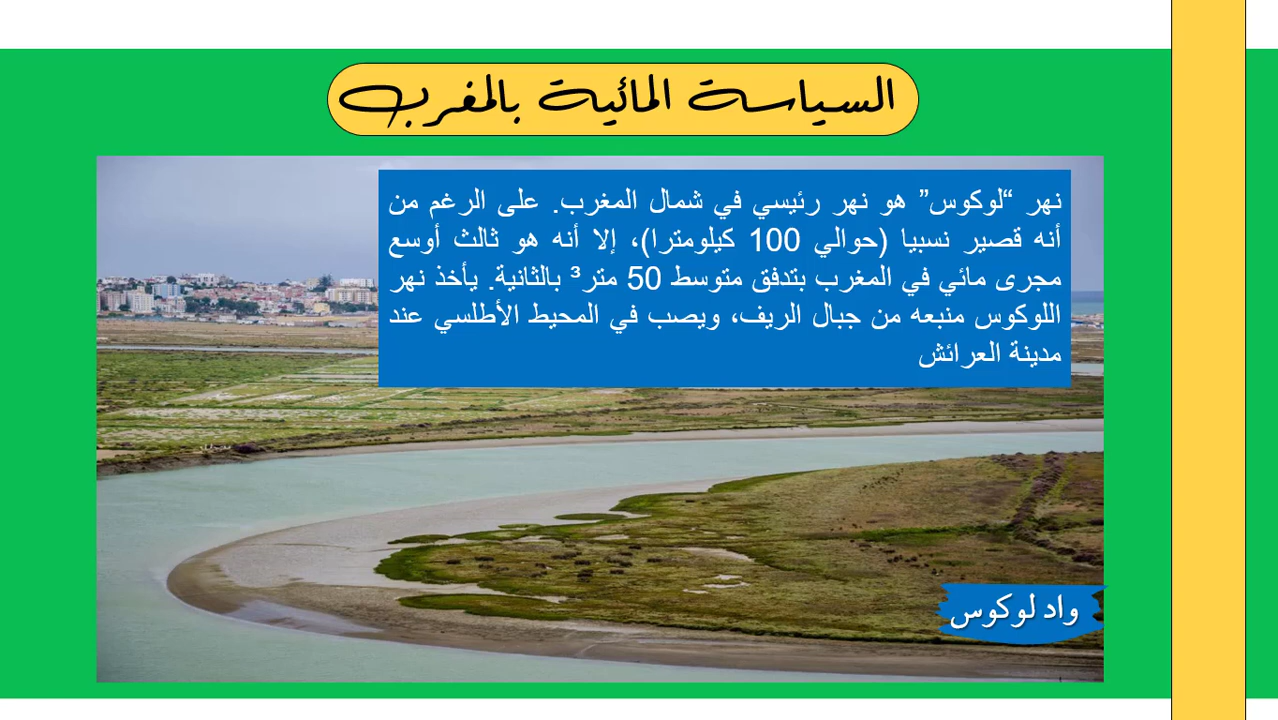 السياسة المائية بالمغرب
نهر “لوكوس” هو نهر رئيسي في شمال المغرب. على الرغم من
أنه قصير نسبيا (حوالي 100 كيلومترا)، إلا أنه هو ثالث أوسع
مجرى مائي في المغرب بتدفق متوسط 50 متر³ بالثانية. يأخذ نهر
اللوكوس منبعه من جبال الريف، ويصب في المحيط الأطلسي عند
مدينة العرائش
واد لوكوس